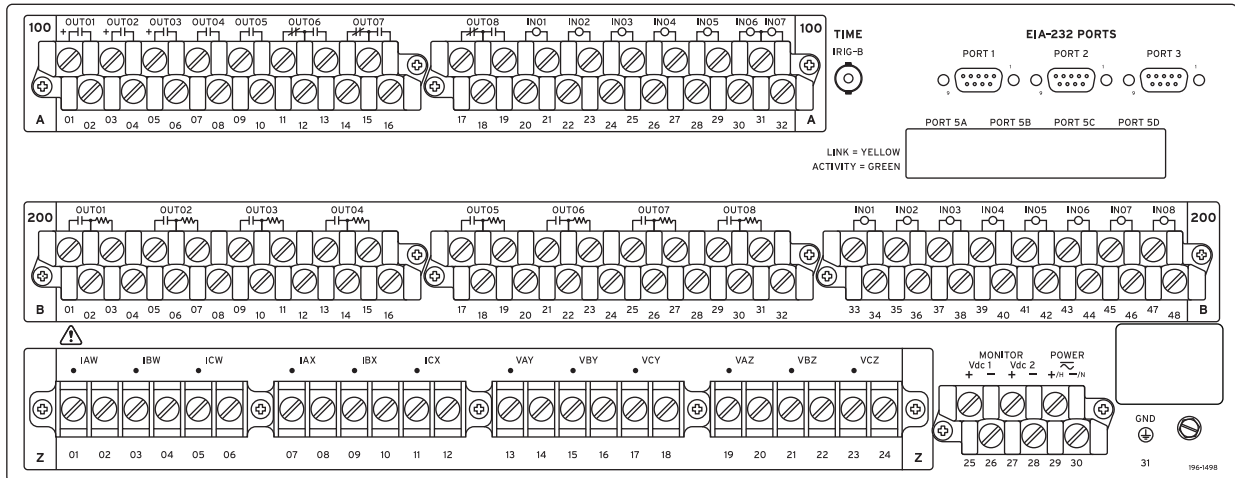 100 OUT01 OUT02 OUT03 OUT04 OUT05 OUT06 OUT07 OUT08 IN01 IN02 IN03 IN04 IN05 IN06 IN07 100
+ + +
A 01 02 03 04 05 06 07 08 09 10 11 12 13 14 15 16 17 18 19 20 21 22 23 24 25 26 27 28 29 30 31 32 A
TIME
IRIG-B
EIA-232 PORTS
PORT 1 PORT 2 PORT 3
1 1 1
9 9 9
PORT 5A PORT 5B PORT 5C PORT 5D
LINK = YELLOW
ACTIVITY = GREEN
200 OUT01 OUT02 OUT03 OUT04 OUT05 OUT06 OUT07 OUT08 IN01 IN02 IN03 IN04 IN05 IN06 IN07 IN08 200
B 01 02 03 04 05 06 07 08 09 10 11 12 13 14 15 16 17 18 19 20 21 22 23 24 25 26 27 28 29 30 31 32 33 34 35 36 37 38 39 40 41 42 43 44 45 46 47 48 B
!
IAW IBW ICW IAX IBX ICX VAY VBY VCY VAZ VBZ VCZ
Z 01 02 03 04 05 06 07 08 09 10 11 12 13 14 15 16 17 18 19 20 21 22 23 24 Z
MONITOR POWER
Vdc 1 Vdc 2
+ − + − +/H −/N
25 26 27 28 29 30
GND
31
196-1498